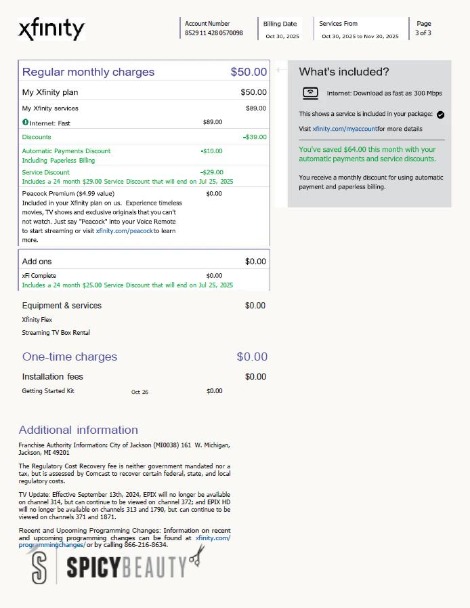 xfinity
Account Number
8529 11 428 0570098
Billing Date
Oct 30, 2025
Services From
Oct 30, 2025 to Nov 30, 2025
Page
3 of 3
Regular monthly charges $50.00
My Xfinity plan $50.00
My Xfinity services $89.00
Internet: Fast $89.00
Discounts -$39.00
Automatic Payments Discount -$10.00
Including Paperless Billing
Service Discount -$29.00
Includes a 24 month $29.00 Service Discount that will end on Jul 25, 2025
Peacock Premium ($4.99 value) $0.00
Included in your Xfinity plan on us. Experience timeless
movies, TV shows and exclusive originals that you can't
not watch. Just say "Peacock" into your Voice Remote
to start streaming or visit xfinity.com/peacock to learn
more.
Add ons $0.00
xFi Complete $0.00
Includes a 24 month $25.00 Service Discount that will end on Jul 25, 2025
Equipment & services $0.00
Xfinity Flex
Streaming TV Box Rental
One-time charges $0.00
Installation fees $0.00
Getting Started Kit Oct 25 $0.00
Additional information
Franchise Authority Information: City of Jackson (MI0038) 161 W. Michigan,
Jackson, MI 49201
The Regulatory Cost Recovery fee is neither government mandated nor a
tax, but is assessed by Comcast to recover certain federal, state, and local
regulatory costs.
TV Update: Effective September 13th, 2024, EPIX will no longer be available
on channel 314, but can continue to be viewed on channel 372; and EPIX HD
will no longer be available on channels 313 and 1790, but can continue to be
viewed on channels 371 and 1871.
Recent and Upcoming Programming Changes: Information on recent
and upcoming programming changes can be found at xfinity.com/
programmingchanges/ or by calling 866-216-8634.
S SPICYBEAUTY
What's included?
Internet: Download as fast as 300 Mbps
This shows a service is included in your package:
Visit xfinity.com/myaccount for more details
You've saved $64.00 this month with your
automatic payments and service discounts.
You receive a monthly discount for using automatic
payment and paperless billing.